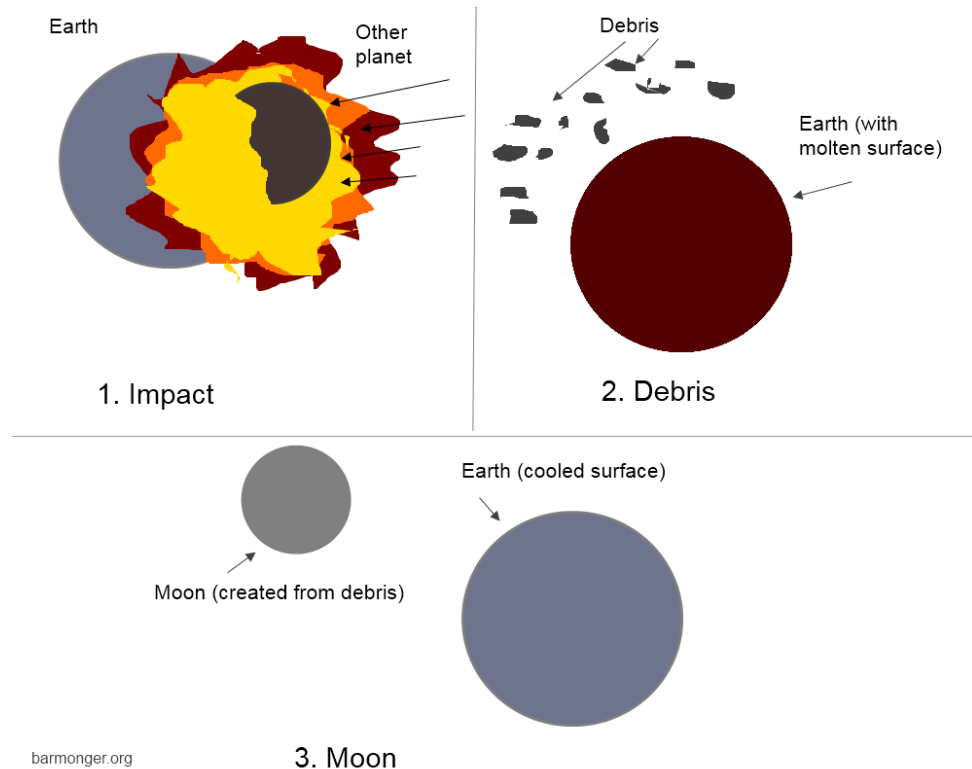 Earth
Other
planet
1. Impact
Debris
Earth (with
molten surface)
2. Debris
Earth (cooled surface)
Moon (created from debris)
barmonger.org
3. Moon